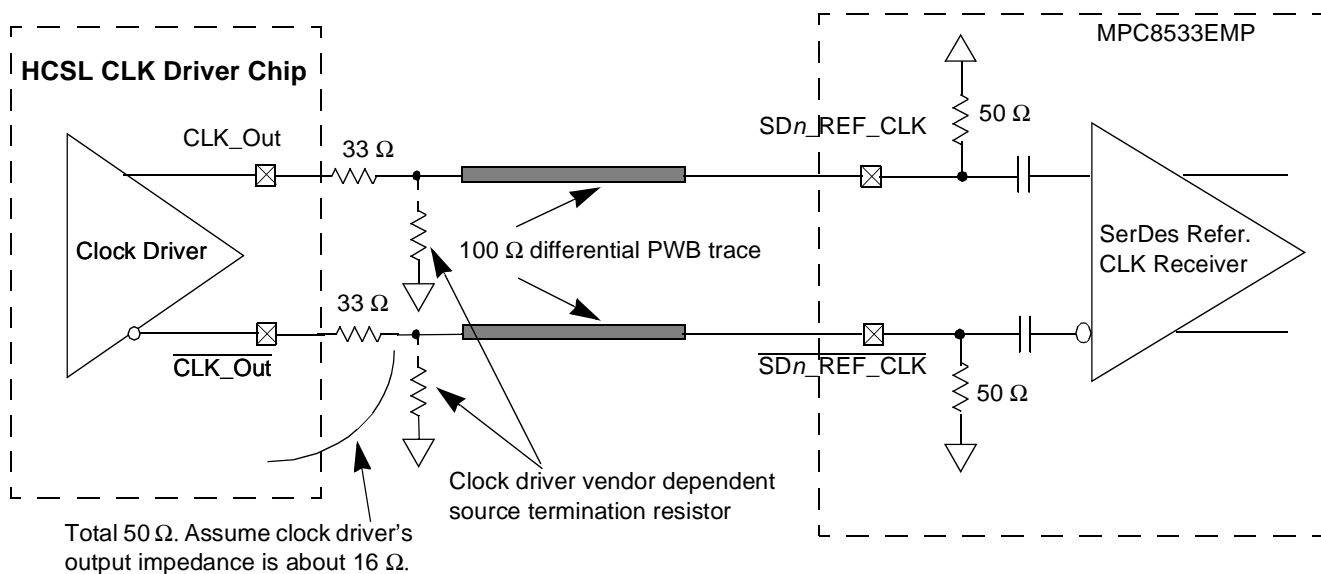 MPC8533EMP
HCSL CLK Driver Chip
50 Ω
CLK_Out
SDn_REF_CLK
33 Ω
Clock Driver
100 Ω differential PWB trace
SerDes Refer.
CLK Receiver
33 Ω
CLK_Out
SDn_REF_CLK
50 Ω
Clock driver vendor dependent
source termination resistor
Total 50 Ω. Assume clock driver's
output impedance is about 16 Ω.